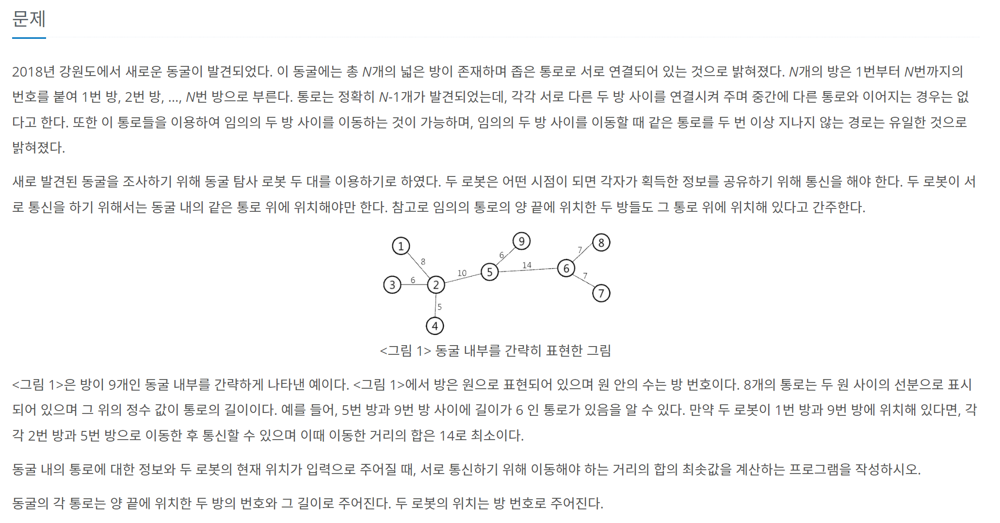 문제
2018년 강원도에서 새로운 동굴이 발견되었다. 이 동굴에는 총 N개의 넓은 방이 존재하며 좁은 통로로 서로 연결되어 있는 것으로 밝혀졌다. N개의 방은 1번부터 N번까지의
번호를 붙여 1번 방, 2번 방, ..., N번 방으로 부른다. 통로는 정확히 N-1개가 발견되었는데, 각각 서로 다른 두 방 사이를 연결시켜 주며 중간에 다른 통로와 이어지는 경우는 없
다고 한다. 또한 이 통로들을 이용하여 임의의 두 방 사이를 이동하는 것이 가능하며, 임의의 두 방 사이를 이동할 때 같은 통로를 두 번 이상 지나지 않는 경로는 유일한 것으로
밝혀졌다.
새로 발견된 동굴을 조사하기 위해 동굴 탐사 로봇 두 대를 이용하기로 하였다. 두 로봇은 어떤 시점이 되면 각자가 획득한 정보를 공유하기 위해 통신을 해야 한다. 두 로봇이 서
로 통신을 하기 위해서는 동굴 내의 같은 통로 위에 위치해야만 한다. 참고로 임의의 통로의 양 끝에 위치한 두 방들도 그 통로 위에 위치해 있다고 간주한다.
1
9
8
6
7
8
14
10
5
6
3
6
2
7
7
5
4
<그림 1> 동굴 내부를 간략히 표현한 그림
<그림 1>은 방이 9개인 동굴 내부를 간략하게 나타낸 예이다. <그림 1>에서 방은 원으로 표현되어 있으며 원 안의 수는 방 번호이다. 8개의 통로는 두 원 사이의 선분으로 표시
되어 있으며 그 위의 정수 값이 통로의 길이이다. 예를 들어, 5번 방과 9번 방 사이에 길이가 6 인 통로가 있음을 알 수 있다. 만약 두 로봇이 1번 방과 9번 방에 위치해 있다면, 각
각 2번 방과 5번 방으로 이동한 후 통신할 수 있으며 이때 이동한 거리의 합은 14로 최소이다.
동굴 내의 통로에 대한 정보와 두 로봇의 현재 위치가 입력으로 주어질 때, 서로 통신하기 위해 이동해야 하는 거리의 합의 최솟값을 계산하는 프로그램을 작성하시오.
동굴의 각 통로는 양 끝에 위치한 두 방의 번호와 그 길이로 주어진다. 두 로봇의 위치는 방 번호로 주어진다.